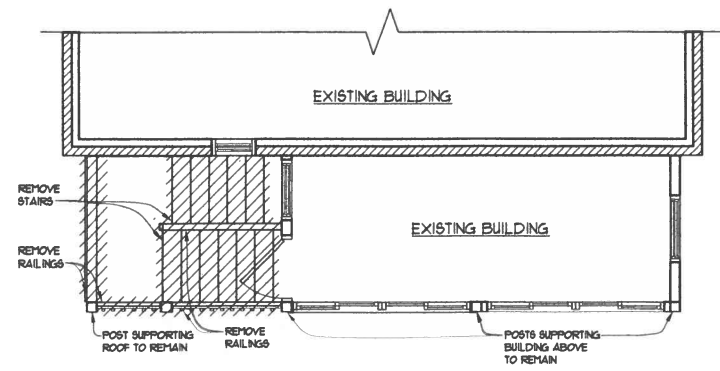 EXISTING BUILDING
EXISTING BUILDING
REMOVE
STAIRS
REMOVE
RAILINGS
POST SUPPORTING
ROOF TO REMAIN
REMOVE
RAILINGS
POSTS SUPPORTING
BUILDING ABOVE
TO REMAIN